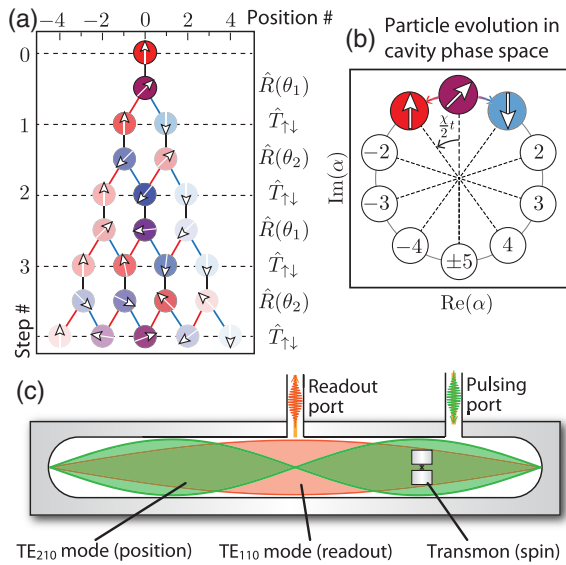 (a)
−4 −2 0 2 4 Position #
0
R̂(θ₁)
1
T̂↑↓
R̂(θ₂)
2
T̂↑↓
R̂(θ₁)
3
T̂↑↓
R̂(θ₂)
T̂↑↓
Step #
(b) Particle evolution in
cavity phase space
χ/2 t
−2
2
−3
3
−4
4
±5
Im(α)
Re(α)
(c)
Readout
port
Pulsing
port
TE₂₁₀ mode (position)
TE₁₁₀ mode (readout)
Transmon (spin)